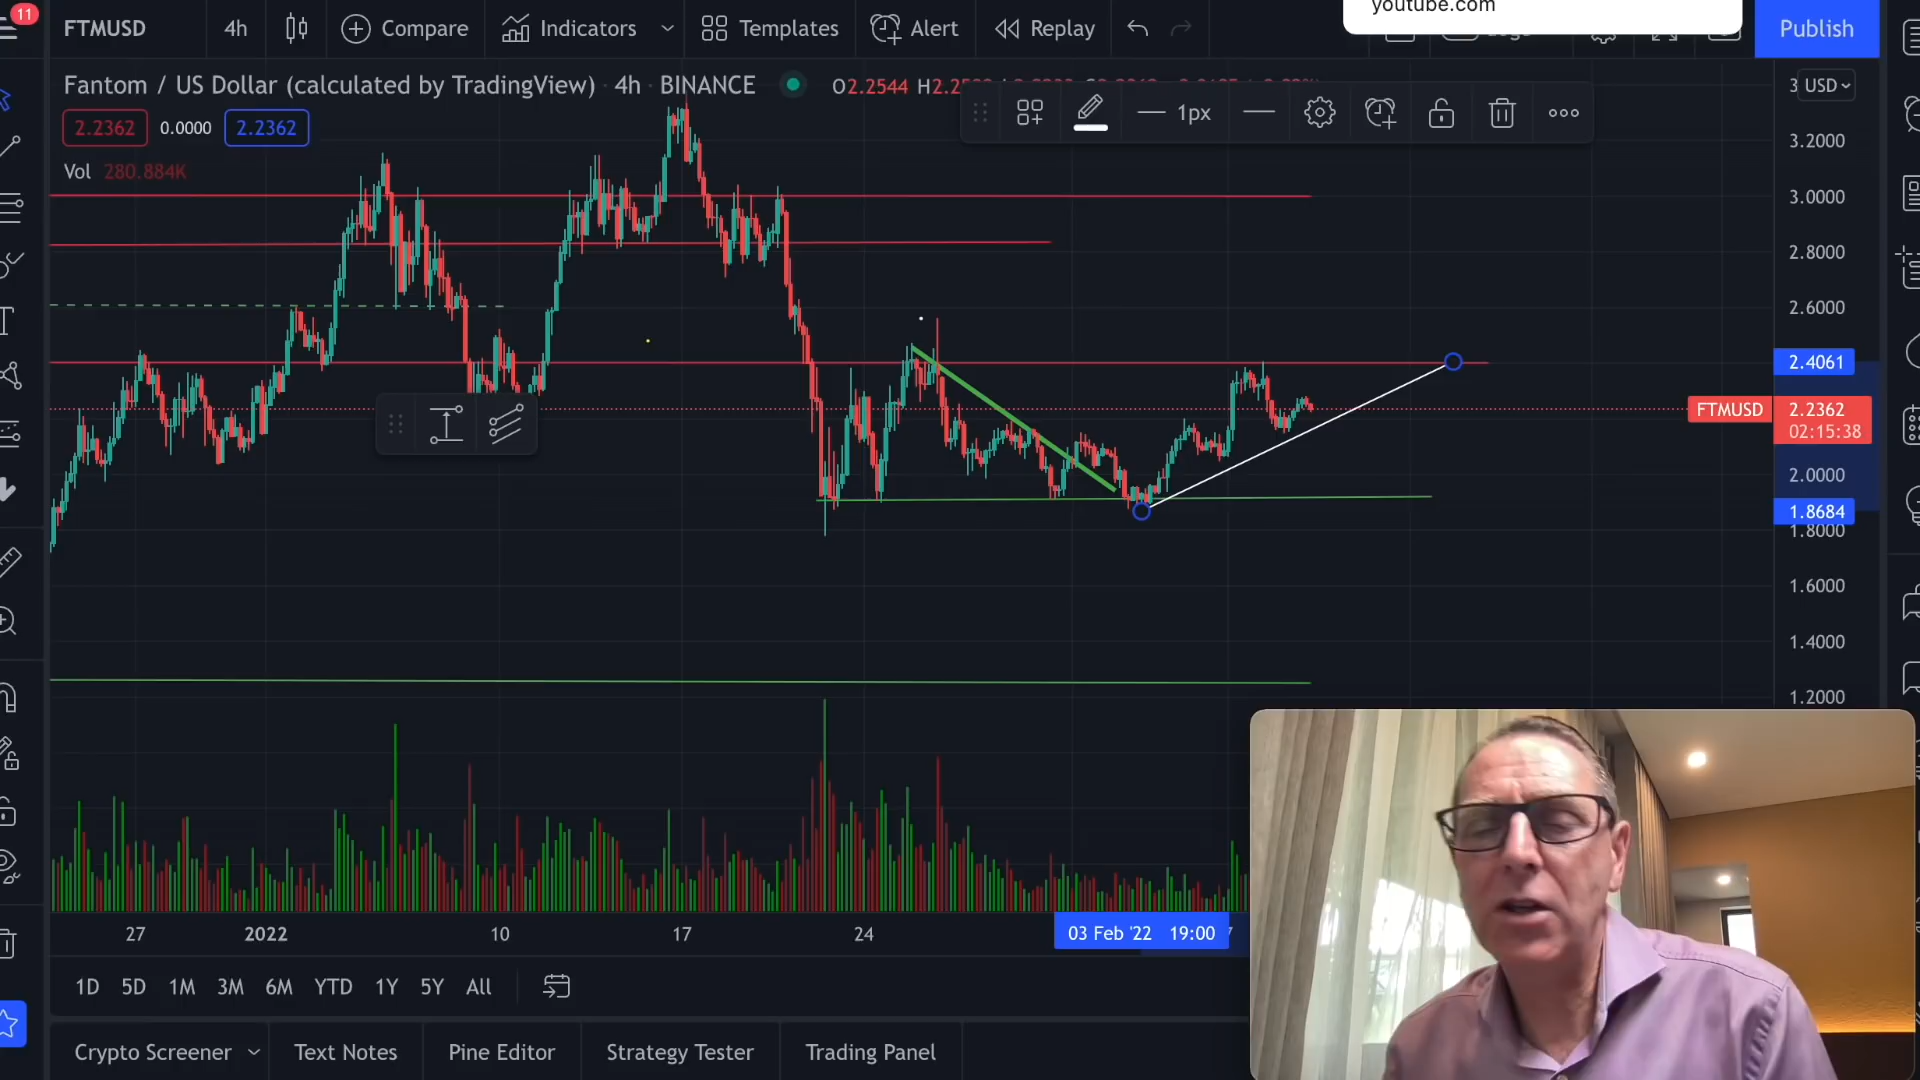 youtube.com
11
FTMUSD 4h Compare Indicators Templates Alert Replay Publish
Fantom / US Dollar (calculated by TradingView) · 4h · BINANCE O2.2544
1px
USD
2.2362 0.0000 2.2362
Vol 280.884K
3.2000
3.0000
2.8000
2.6000
2.4061
FTMUSD 2.2362
02:15:38
2.0000
1.8684
1.8000
1.6000
1.4000
1.2000
27 2022 10 17 24 03 Feb '22 19:00
1D 5D 1M 3M 6M YTD 1Y 5Y All
Crypto Screener Text Notes Pine Editor Strategy Tester Trading Panel